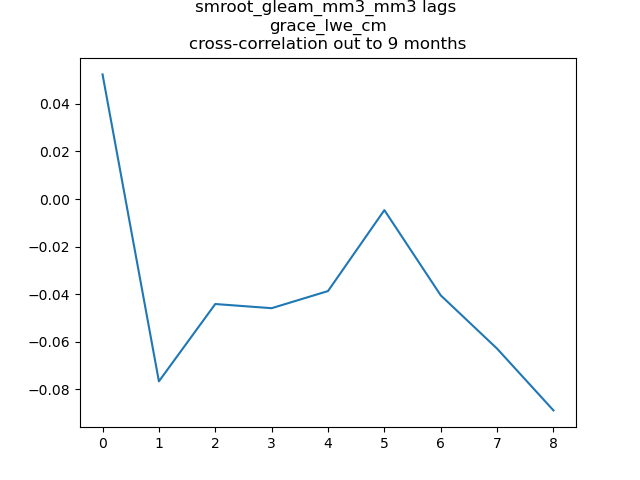 smroot_gleam_mm3_mm3 lags
grace_lwe_cm
cross-correlation out to 9 months
0.04
0.02
0.00
−0.02
−0.04
−0.06
−0.08
0 1 2 3 4 5 6 7 8